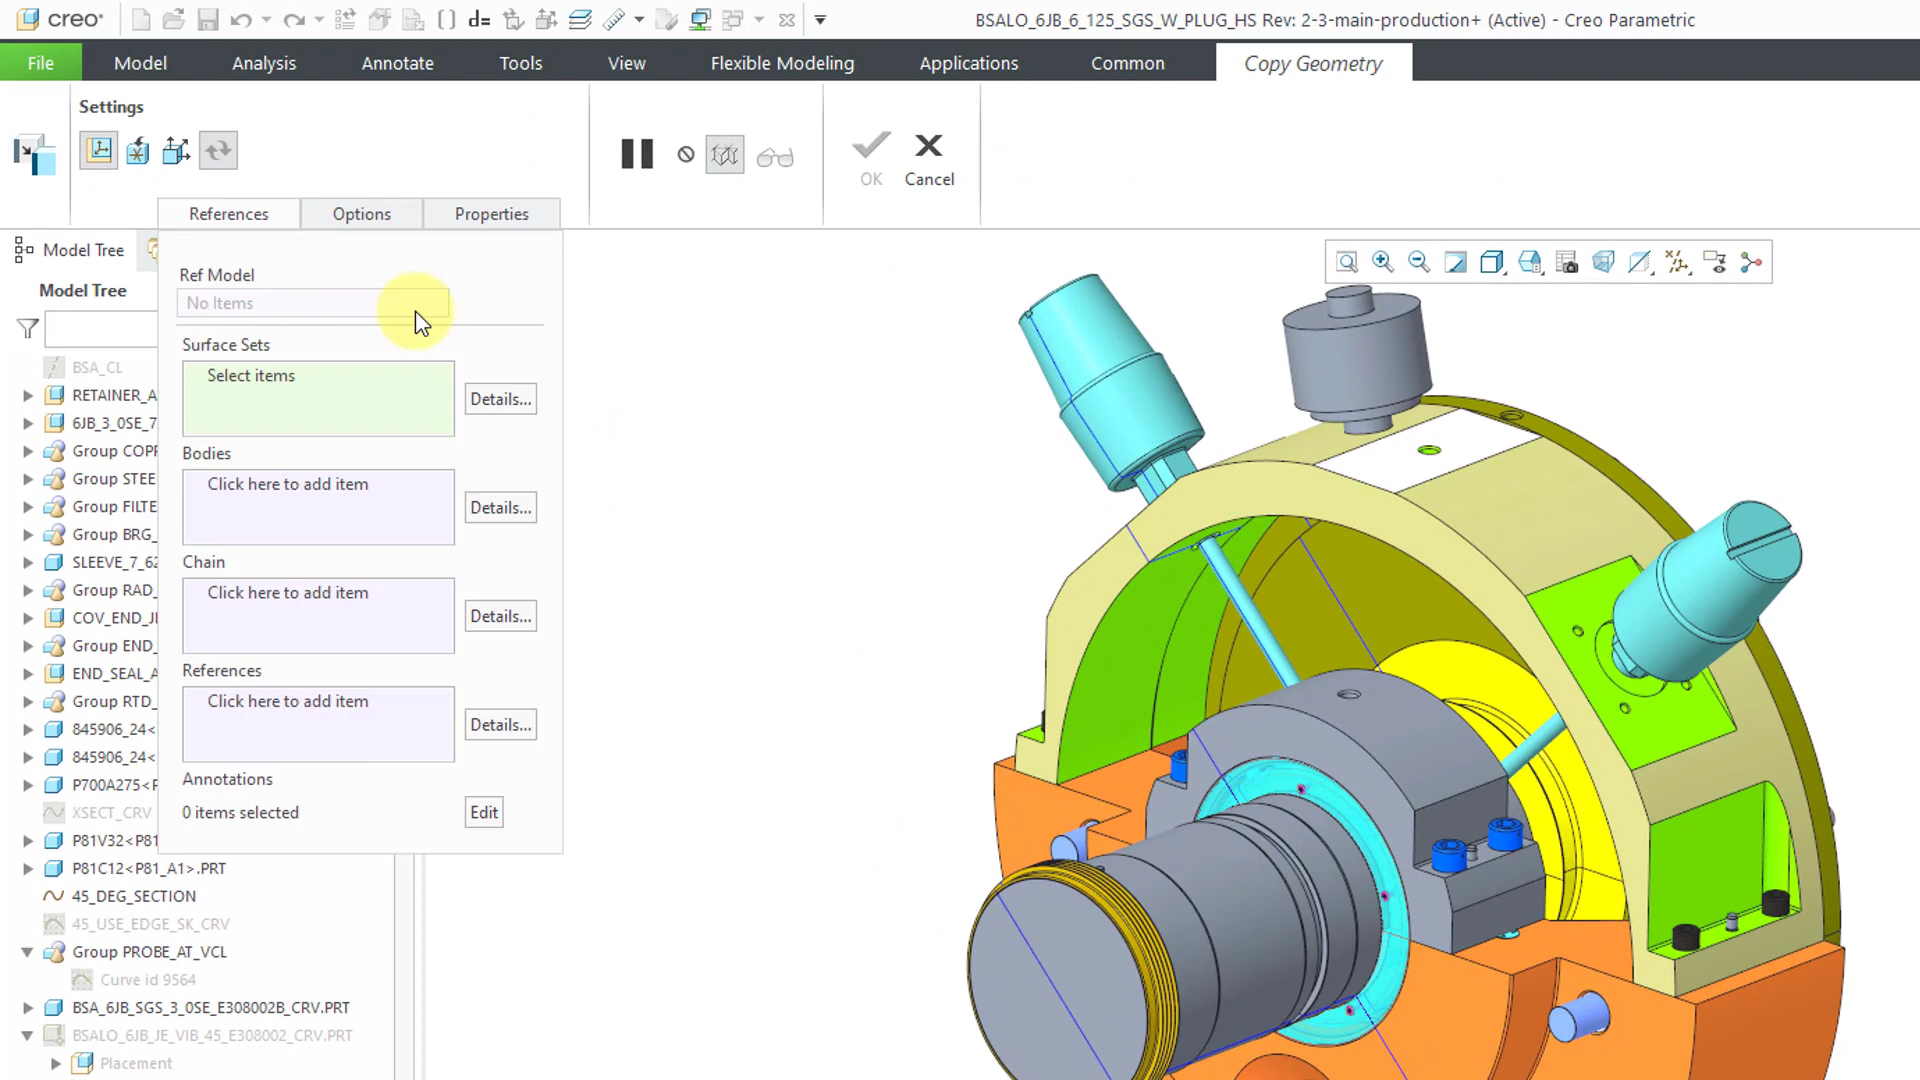 creo
d=
BSALO_6JB_6_125_SGS_W_PLUG_HS Rev: 2-3-main-production+ (Active) - Creo Parametric
File
Model
Analysis
Annotate
Tools
View
Flexible Modeling
Applications
Common
Copy Geometry
Settings
OK
Cancel
References
Options
Properties
Model Tree
Model Tree
Ref Model
No Items
Surface Sets
Select items
Details...
Bodies
Click here to add item
Details...
Chain
Click here to add item
Details...
References
Click here to add item
Details...
Annotations
0 items selected
Edit
BSA_CL
RETAINER_A
6JB_3_0SE_7
Group COPP
Group STEE
Group FILTE
Group BRG_
SLEEVE_7_62
Group RAD_
COV_END_JE
Group END_
END_SEAL_A
Group RTD_
845906_24<
845906_24<
P700A275<P
XSECT_CRV
P81V32<P81
P81C12<P81_A1>.PRT
45_DEG_SECTION
45_USE_EDGE_SK_CRV
Group PROBE_AT_VCL
Curve id 9564
BSA_6JB_SGS_3_0SE_E308002B_CRV.PRT
BSALO_6JB_JE_VIB_45_E308002_CRV.PRT
Placement